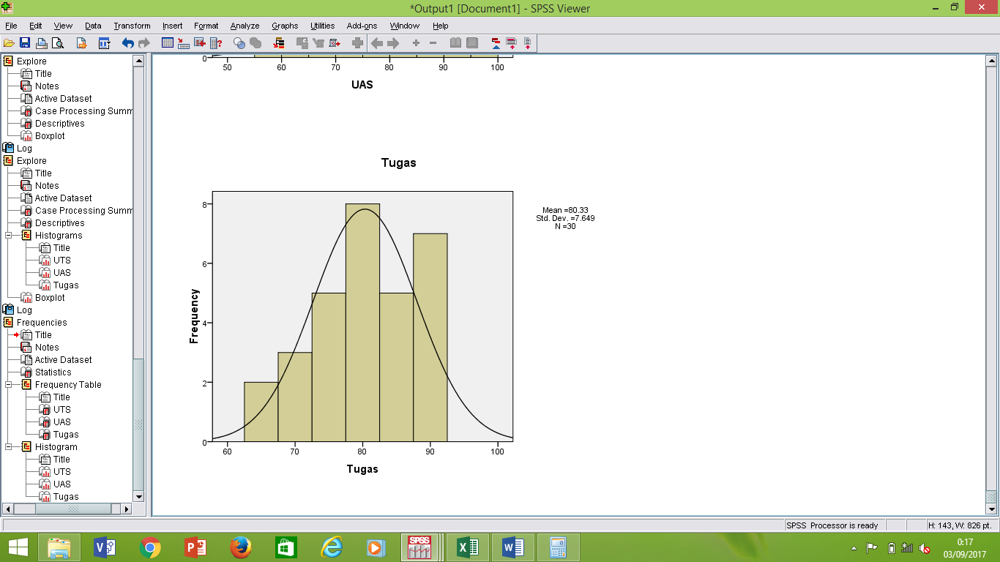 *Output1 [Document1] - SPSS Viewer
File Edit View Data Transform Insert Format Analyze Graphs Utilities Add-ons Window Help
Explore
Title
Notes
Active Dataset
Case Processing Summ
Descriptives
Boxplot
Log
Explore
Title
Notes
Active Dataset
Case Processing Summ
Descriptives
Histograms
Title
UTS
UAS
Tugas
Boxplot
Log
Frequencies
Title
Notes
Active Dataset
Statistics
Frequency Table
Title
UTS
UAS
Tugas
Histogram
Title
UTS
UAS
Tugas
0
50 60 70 80 90 100
UAS
Tugas
8
6
4
2
0
Frequency
60 70 80 90 100
Tugas
Mean =80.33
Std. Dev. =7.649
N =30
SPSS Processor is ready
H: 143, W: 826 pt.
SPSS
0:17
03/09/2017